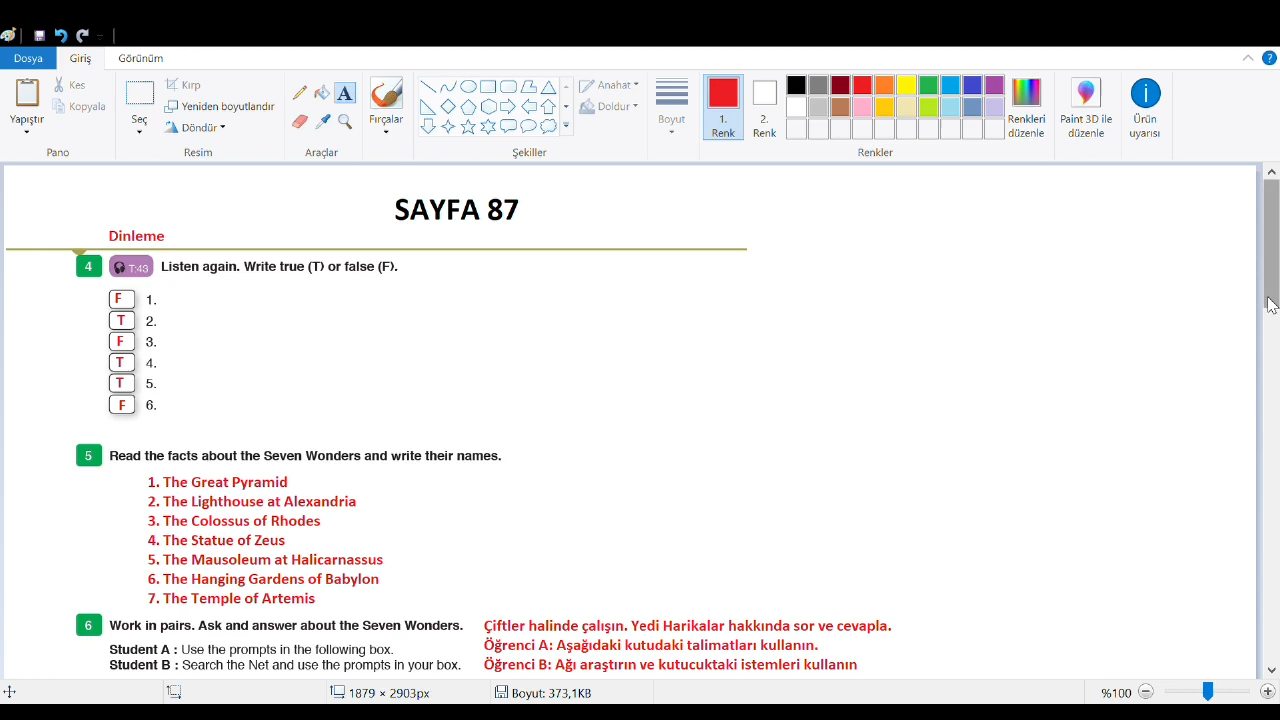 Dosya Giriş Görünüm
Yapıştır
Kes
Kopyala
Pano
Seç
Kırp
Yeniden boyutlandır
Döndür
Resim
A
Araçlar
Fırçalar
Anahat
Doldur
Şekiller
Boyut
1. Renk
2. Renk
Renkleri düzenle
Renkler
Paint 3D ile düzenle
Ürün uyarısı
SAYFA 87
Dinleme
4 T:43 Listen again. Write true (T) or false (F).
F 1.
T 2.
F 3.
T 4.
T 5.
F 6.
5 Read the facts about the Seven Wonders and write their names.
1. The Great Pyramid
2. The Lighthouse at Alexandria
3. The Colossus of Rhodes
4. The Statue of Zeus
5. The Mausoleum at Halicarnassus
6. The Hanging Gardens of Babylon
7. The Temple of Artemis
6 Work in pairs. Ask and answer about the Seven Wonders. Çiftler halinde çalışın. Yedi Harikalar hakkında sor ve cevapla.
Student A : Use the prompts in the following box. Öğrenci A: Aşağıdaki kutudaki talimatları kullanın.
Student B : Search the Net and use the prompts in your box. Öğrenci B: Ağı araştırın ve kutucuktaki istemleri kullanın
1879 × 2903px Boyut: 373,1KB %100